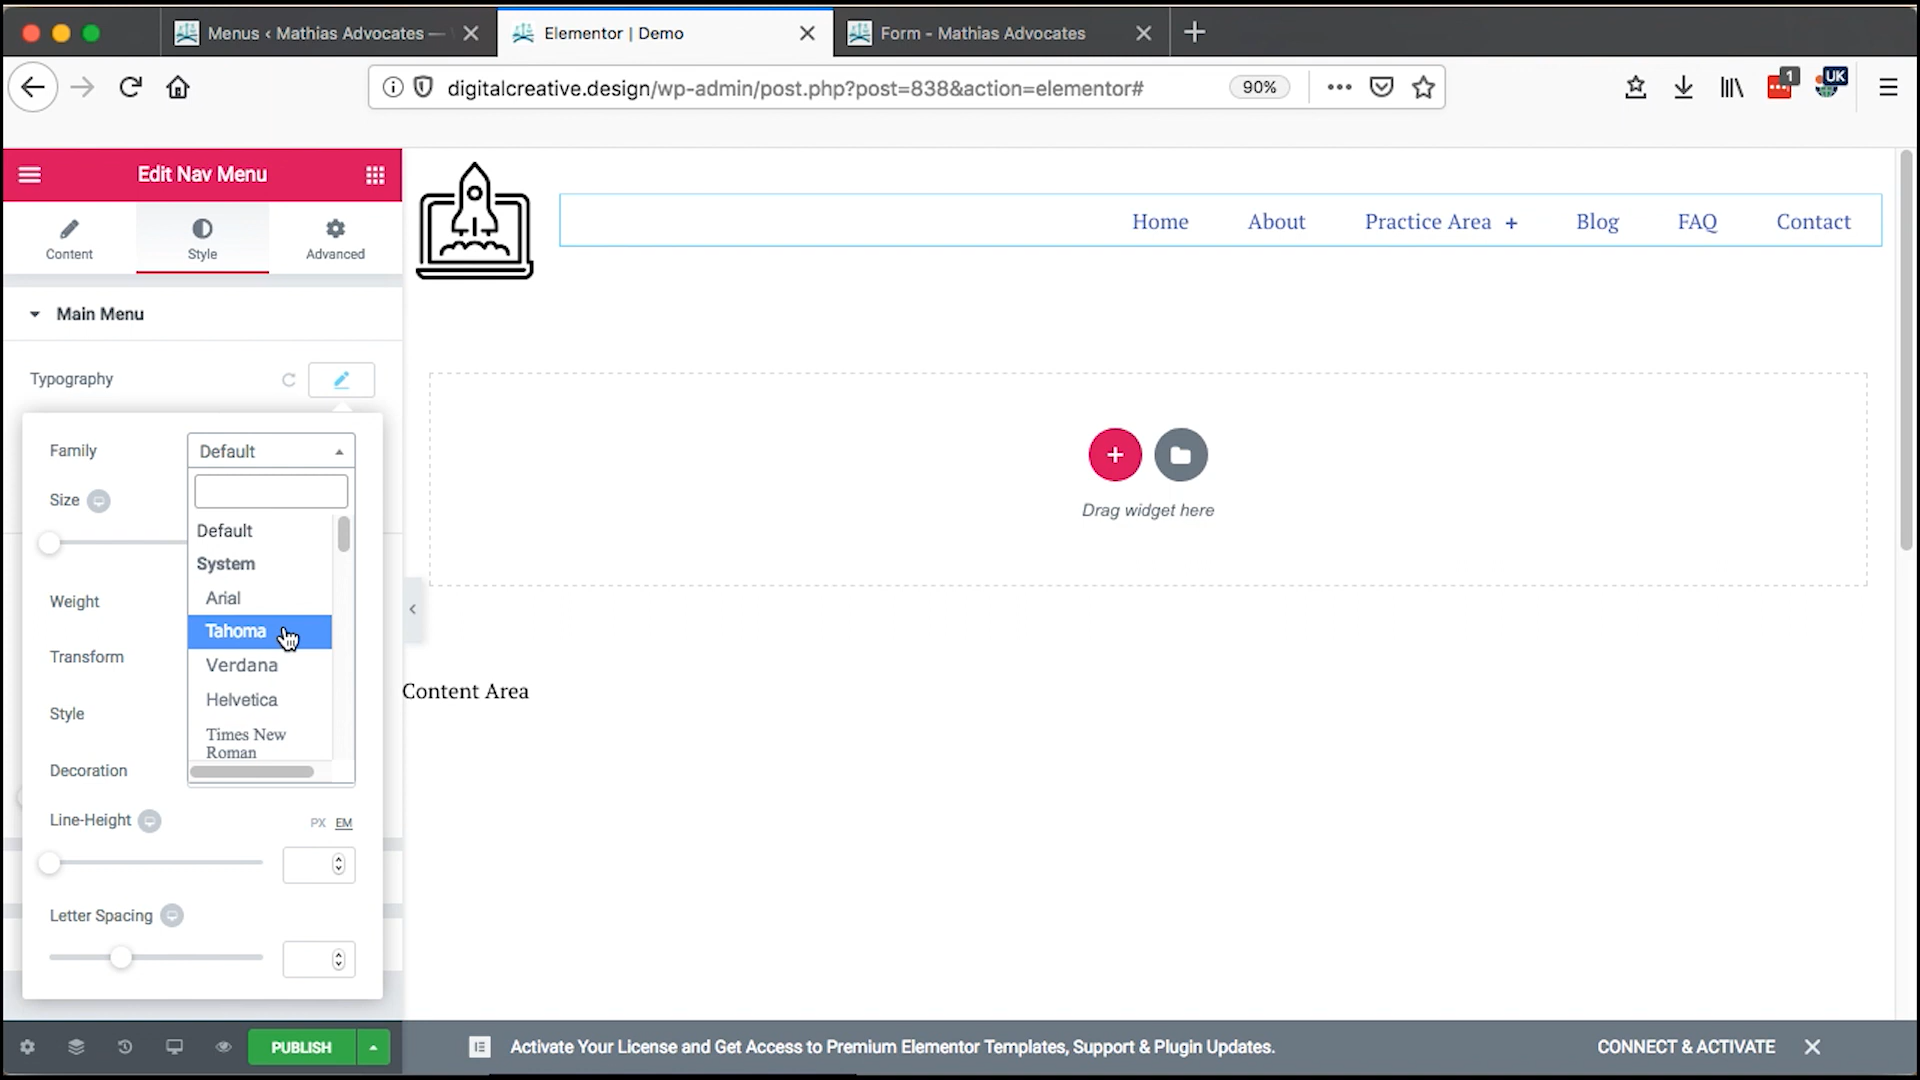 Menus ‹ Mathias Advocates —
Elementor | Demo
Form - Mathias Advocates
digitalcreative.design/wp-admin/post.php?post=838&action=elementor#
90%
1
UK
Edit Nav Menu
Content
Style
Advanced
Home
About
Practice Area +
Blog
FAQ
Contact
Main Menu
Typography
Family
Default
Size
Default
System
Arial
Weight
Tahoma
Transform
Verdana
Helvetica
Style
Times New
Roman
Decoration
Line-Height
PX
EM
Letter Spacing
Drag widget here
Content Area
PUBLISH
Activate Your License and Get Access to Premium Elementor Templates, Support & Plugin Updates.
CONNECT & ACTIVATE